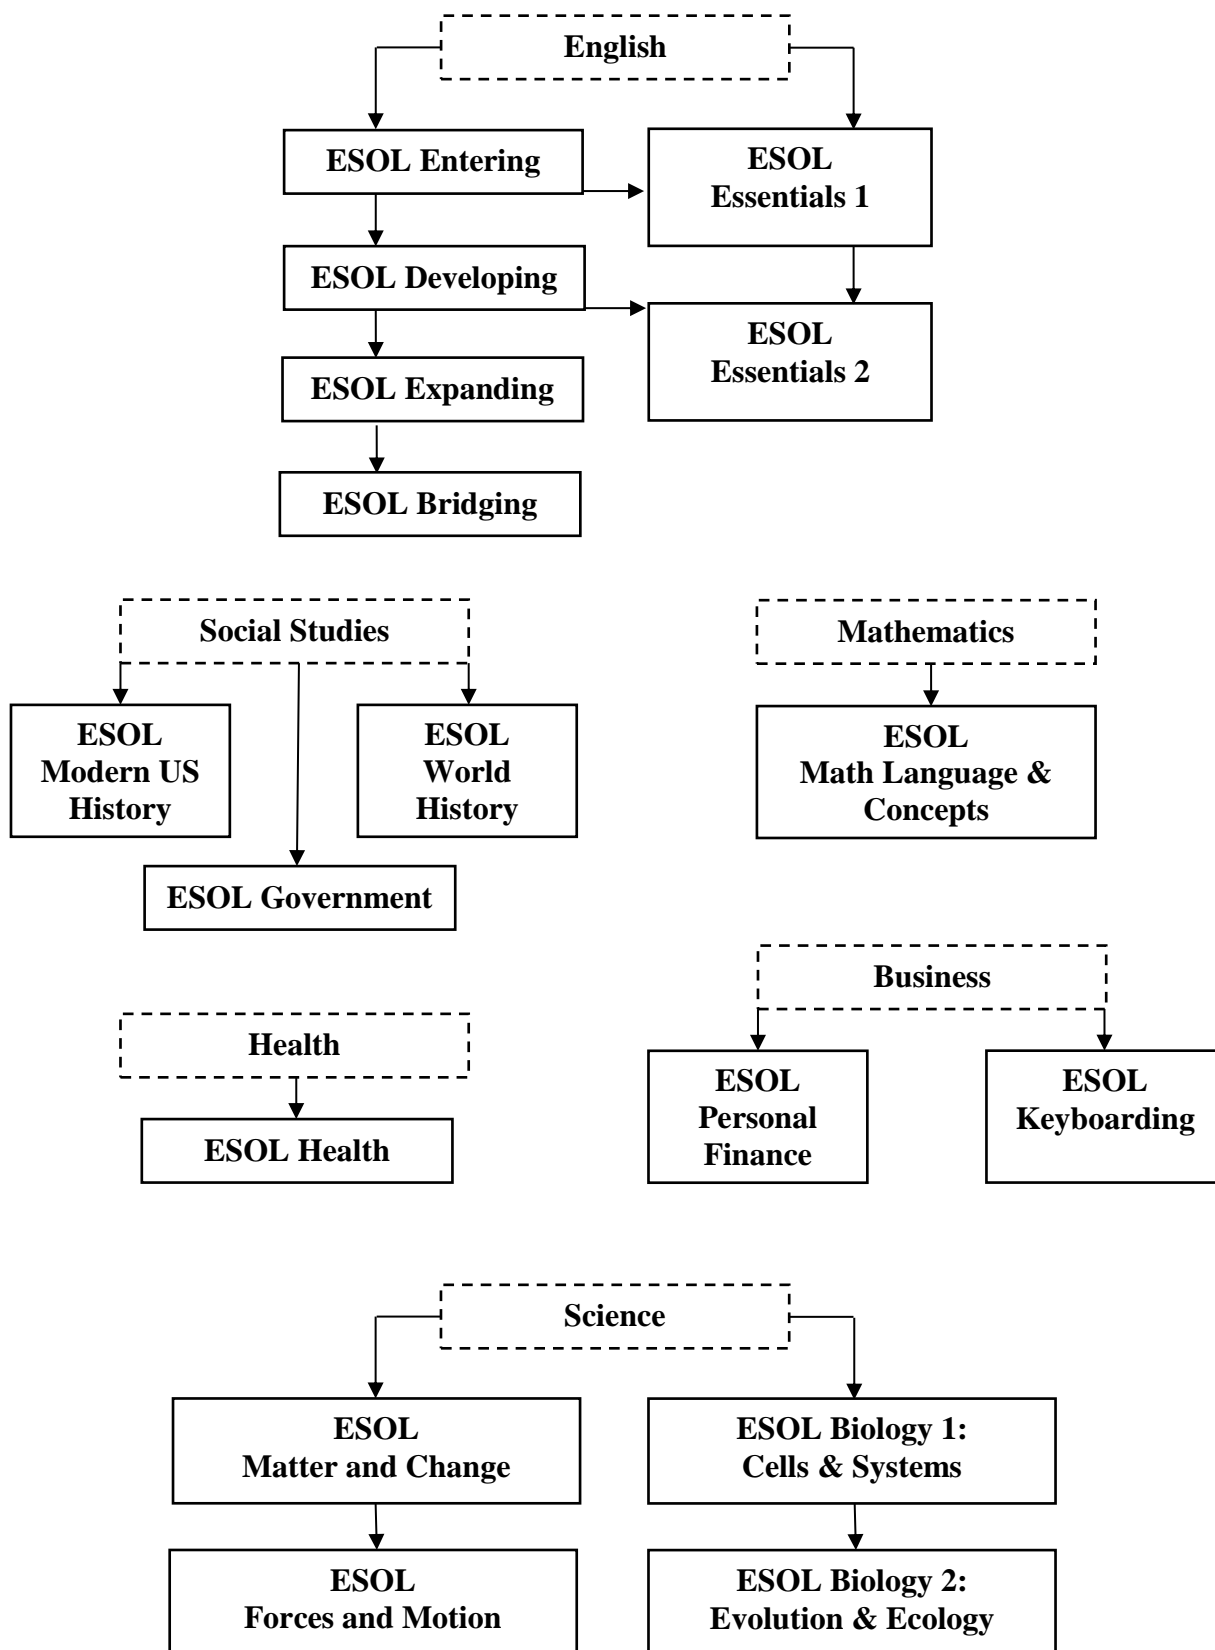 English
ESOL Entering
ESOL
Essentials 1
ESOL Developing
ESOL
Essentials 2
ESOL Expanding
ESOL Bridging
Social Studies
Mathematics
ESOL
Modern US
History
ESOL
World
History
ESOL
Math Language &
Concepts
ESOL Government
Business
Health
ESOL
Personal
Finance
ESOL
Keyboarding
ESOL Health
Science
ESOL
Matter and Change
ESOL Biology 1:
Cells & Systems
ESOL
Forces and Motion
ESOL Biology 2:
Evolution & Ecology